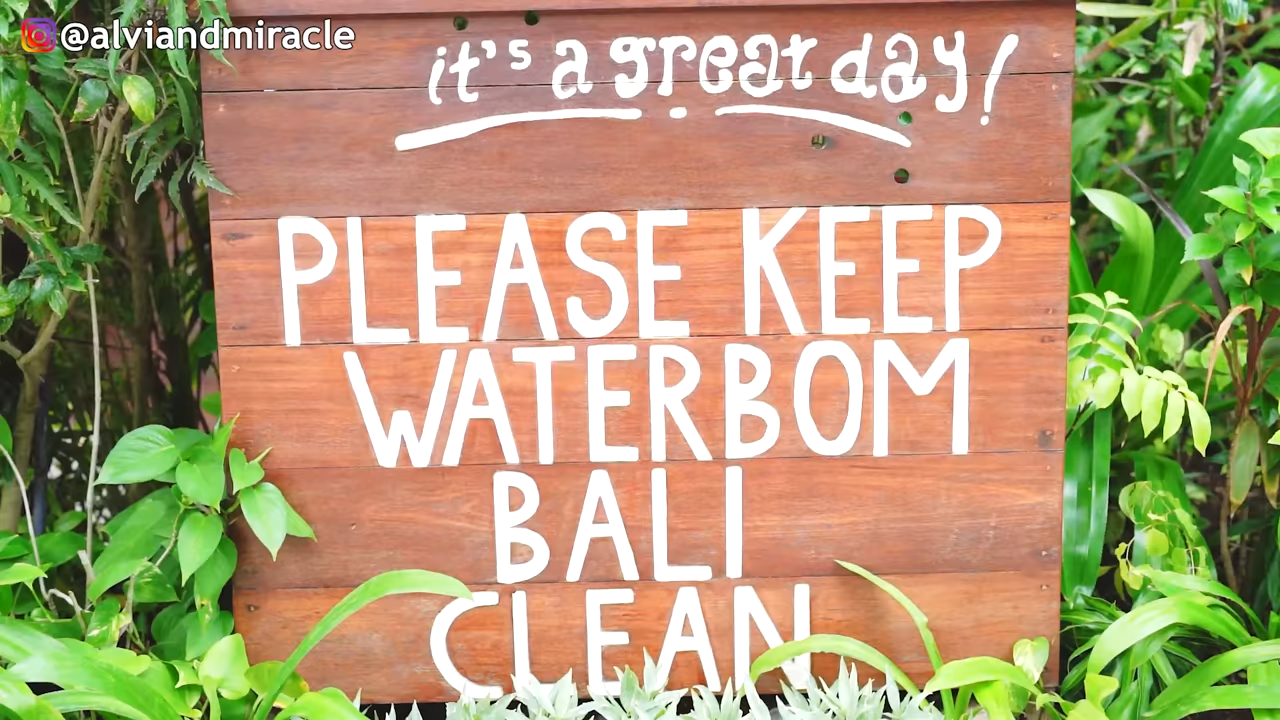 @alviandmiracle
it's a great day!
PLEASE KEEP
WATERBOM
BALI
CLEAN